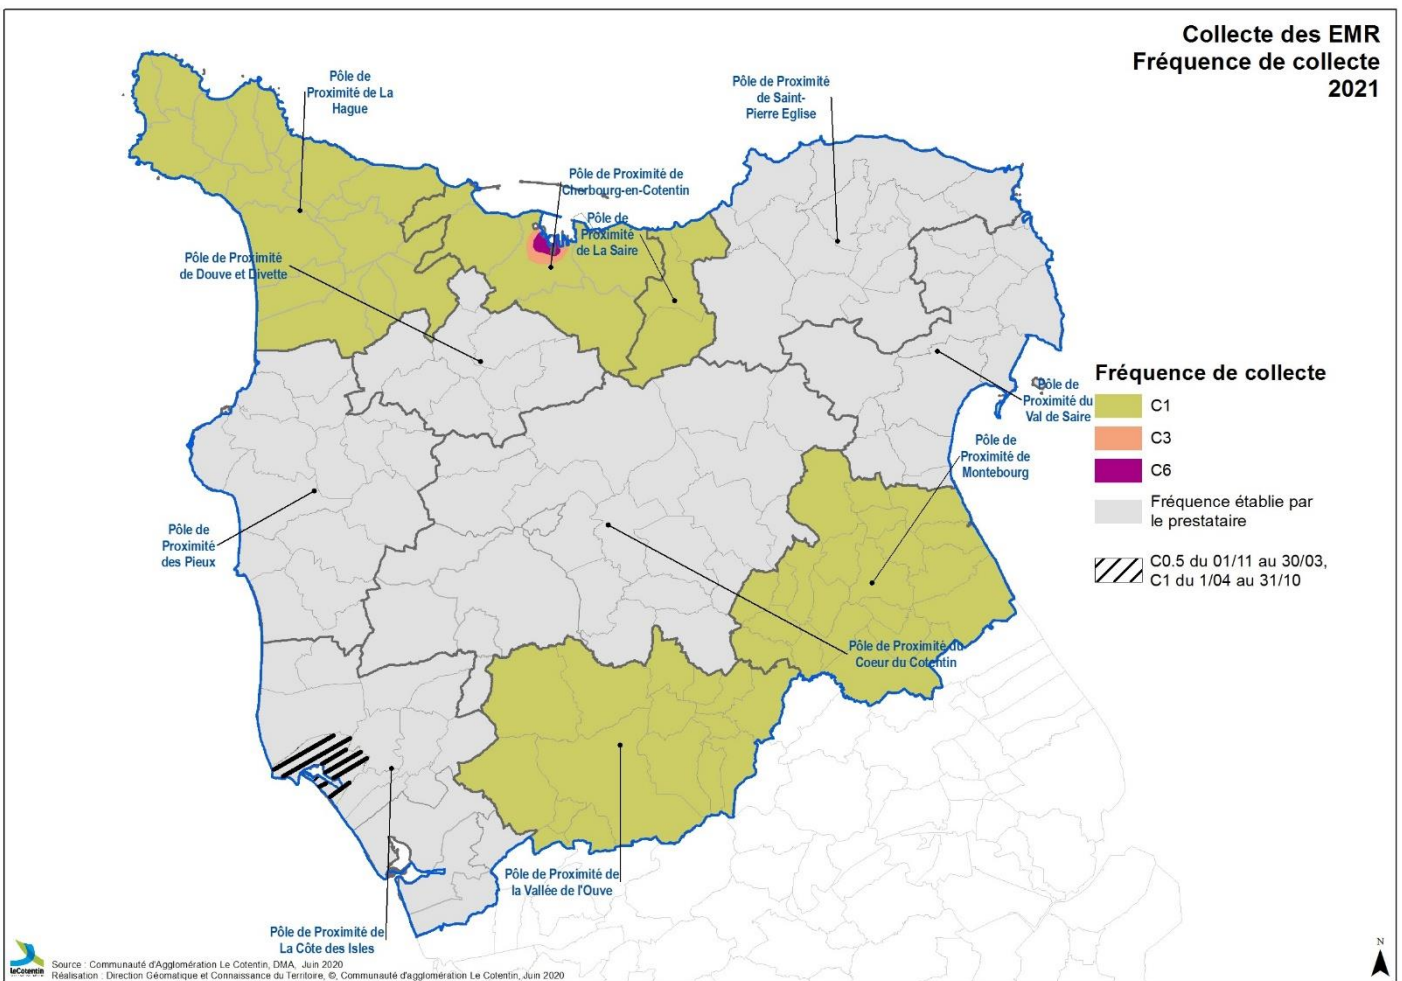 Collecte des EMR
Fréquence de collecte
2021
Pôle de
Proximité de La
Hague
Pôle de Proximité
de Saint-
Pierre Eglise
Pôle de Proximité de
Cherbourg-en-Cotentin
Pôle de
Proximité
de La Saire
Pôle de Proximité
de Douve et Divette
Pôle de
Proximité du
Val de Saire
Pôle de
Proximité de
Montebourg
Pôle de
Proximité
des Pieux
Pôle de Proximité du
Coeur du Cotentin
Pôle de Proximité de
la Vallée de l'Ouve
Pôle de Proximité de
La Côte des Isles
Fréquence de collecte
C1
C3
C6
Fréquence établie par
le prestataire
C0.5 du 01/11 au 30/03,
C1 du 1/04 au 31/10
N
leCotentin
Source : Communauté d'Agglomération Le Cotentin, DMA, Juin 2020
Réalisation : Direction Géomatique et Connaissance du Territoire, ©, Communauté d'agglomération Le Cotentin, Juin 2020